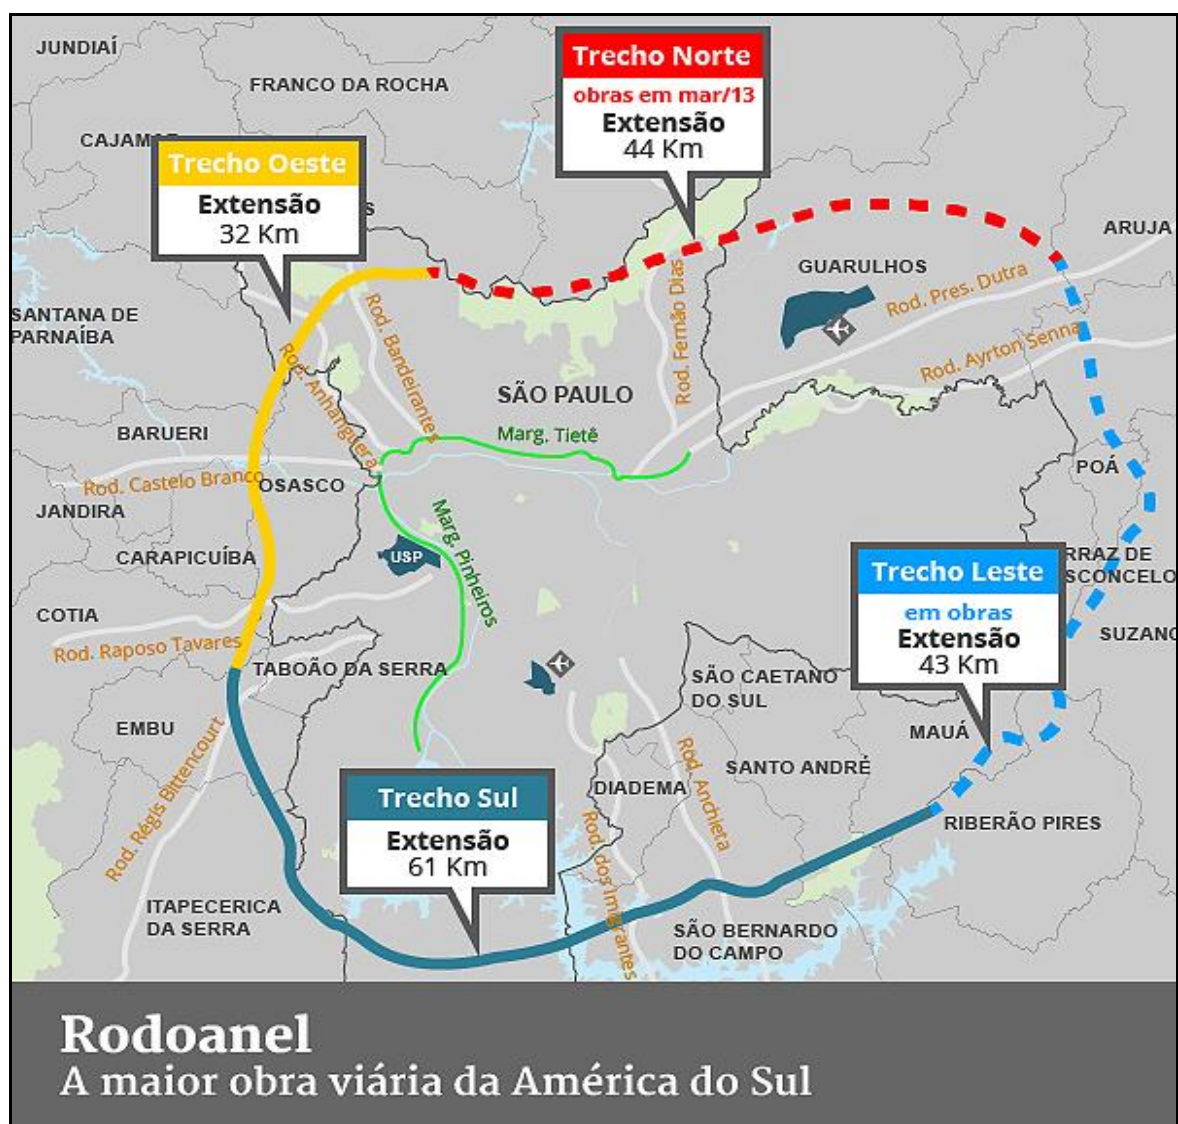 JUNDIAÍ
FRANCO DA ROCHA
Trecho Norte
obras em mar/13
Extensão
44 Km
Trecho Oeste
Extensão
32 Km
ARUJA
GUARULHOS
Rod. Pres. Dutra
Rod. Fernão Dias
Rod. Ayrton Senna
SANTANA DE
PARNAÍBA
Rod. Bandeirantes
Rod. Anhanguera
SÃO PAULO
Marg. Tietê
BARUERI
Rod. Castelo Branco
OSASCO
POÁ
JANDIRA
CARAPICUÍBA
USP
Marg. Pinheiros
Trecho Leste
em obras
Extensão
43 Km
RRAZ DE
SCONCELO
COTIA
SUZANO
Rod. Raposo Tavares
TABOÃO DA SERRA
SÃO CAETANO
DO SUL
EMBU
MAUÁ
Rod. Régis Bittencourt
SANTO ANDRÉ
Rod. Anchieta
DIADEMA
Trecho Sul
Extensão
61 Km
RIBERÃO PIRES
Rod. dos Imigrantes
ITAPECERICA
DA SERRA
SÃO BERNARDO
DO CAMPO
Rodoanel
A maior obra viária da América do Sul